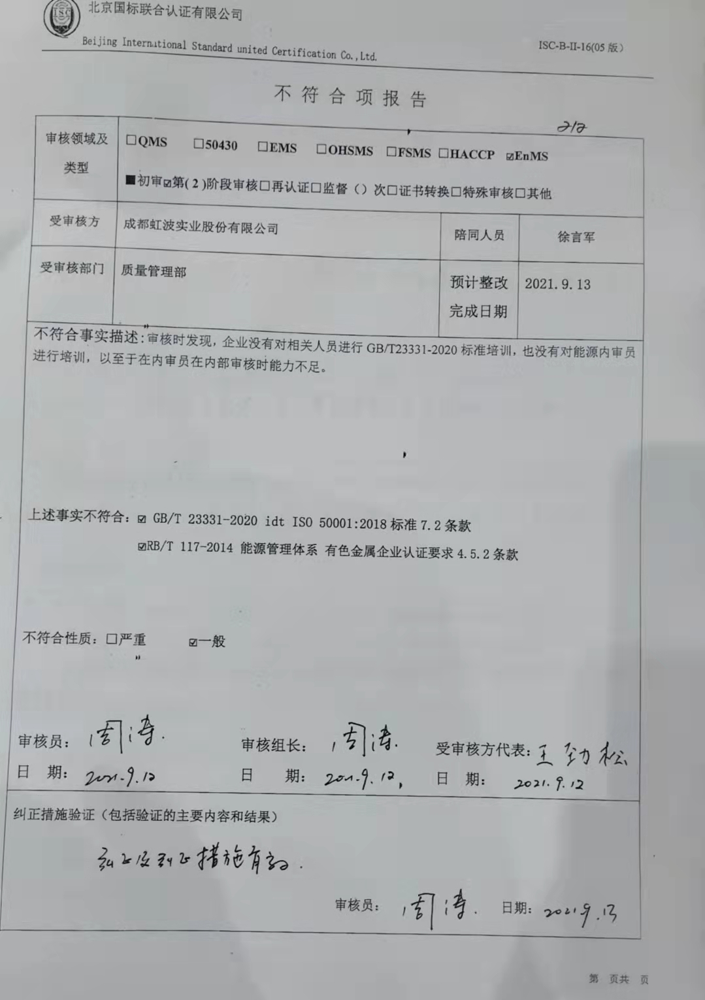 ISC
北京国标联合认证有限公司
Beijing International Standard united Certification Co.,Ltd.
ISC-B-II-16(05 版)
不符合项报告
2/2
审核领域及类型
□QMS □50430 □EMS □OHSMS □FSMS □HACCP ☑EnMS
■初审☑第(2)阶段审核□再认证□监督（）次□证书转换□特殊审核□其他
受审核方 成都虹波实业股份有限公司 陪同人员 徐言军
受审核部门 质量管理部 预计整改完成日期 2021.9.13
不符合事实描述:审核时发现，企业没有对相关人员进行 GB/T23331-2020 标准培训，也没有对能源内审员
进行培训，以至于在内审员在内部审核时能力不足。
上述事实不符合：☑ GB/T 23331-2020 idt ISO 50001:2018 标准 7.2 条款
☑RB/T 117-2014 能源管理体系 有色金属企业认证要求 4.5.2 条款
不符合性质：□严重 ☑一般
审核员： 周涛 审核组长： 周涛 受审核方代表: 王劲松
日 期： 2021.9.12 日 期： 2021.9.12 日 期： 2021.9.12
纠正措施验证（包括验证的主要内容和结果）
纠正及纠正措施有效.
审核员： 周涛 日期： 2021.9.13
第 页共 页